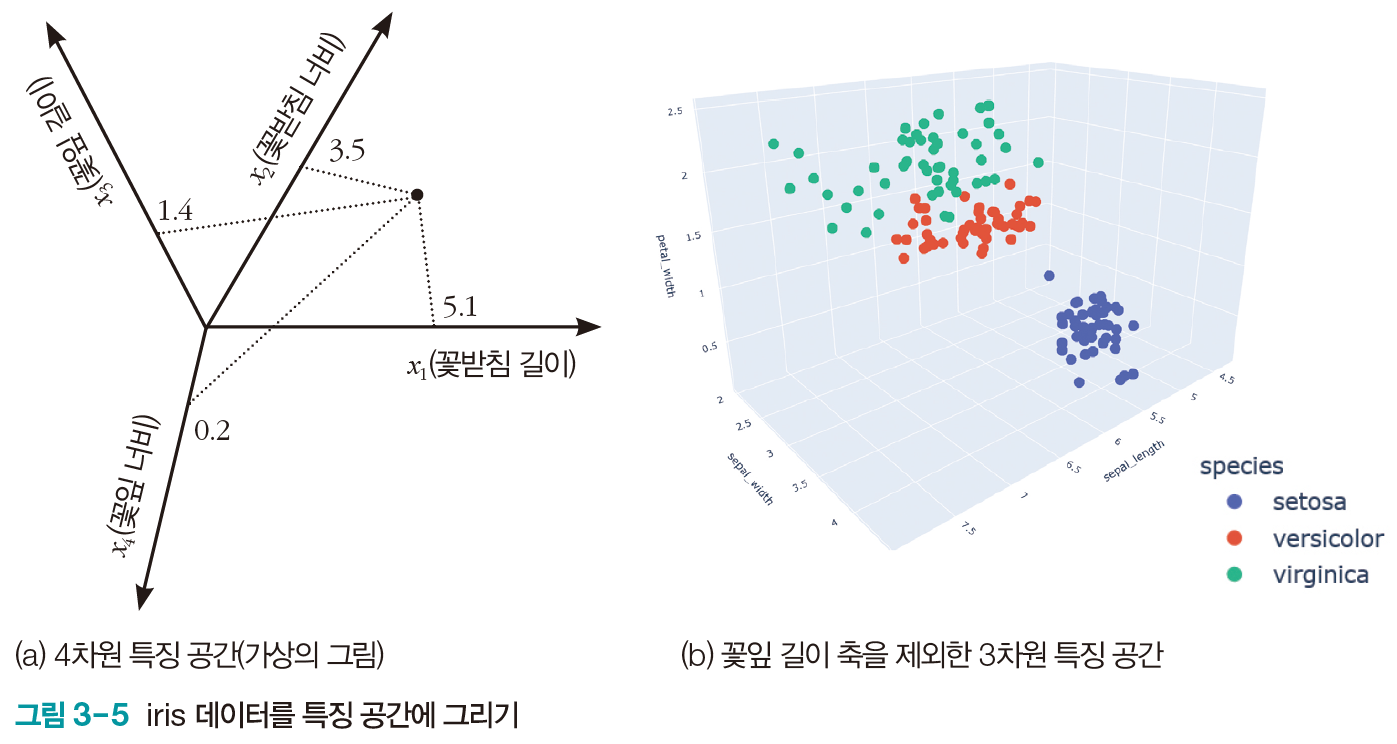 x3(꽃잎 길이)
x2(꽃받침 너비)
3.5
1.4
5.1
x1(꽃받침 길이)
0.2
x4(꽃잎 너비)
(a) 4차원 특징 공간(가상의 그림)
2.5
2
1.5
1
0.5
petal_width
2
2.5
3
3.5
4
sepal_width
7.5
7
6.5
6
5.5
5
4.5
sepal_length
species
setosa
versicolor
virginica
(b) 꽃잎 길이 축을 제외한 3차원 특징 공간
그림 3-5 iris 데이터를 특징 공간에 그리기